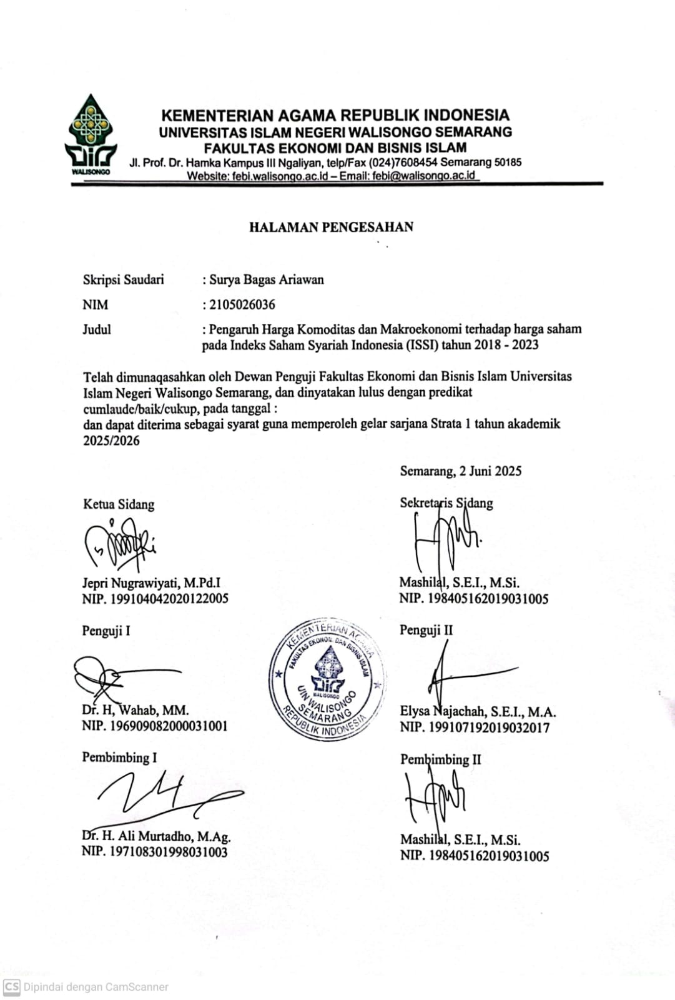 KEMENTERIAN AGAMA REPUBLIK INDONESIA
UNIVERSITAS ISLAM NEGERI WALISONGO SEMARANG
FAKULTAS EKONOMI DAN BISNIS ISLAM
Jl. Prof. Dr. Hamka Kampus III Ngaliyan, telp/Fax (024)7608454 Semarang 50185
Website: febi.walisongo.ac.id – Email: febi@walisongo.ac.id
WALISONGO
HALAMAN PENGESAHAN
Skripsi Saudari : Surya Bagas Ariawan
NIM : 2105026036
Judul : Pengaruh Harga Komoditas dan Makroekonomi terhadap harga saham
pada Indeks Saham Syariah Indonesia (ISSI) tahun 2018 - 2023
Telah dimunaqasahkan oleh Dewan Penguji Fakultas Ekonomi dan Bisnis Islam Universitas
Islam Negeri Walisongo Semarang, dan dinyatakan lulus dengan predikat
cumlaude/baik/cukup, pada tanggal :
dan dapat diterima sebagai syarat guna memperoleh gelar sarjana Strata 1 tahun akademik
2025/2026
Semarang, 2 Juni 2025
Ketua Sidang
Sekretaris Sidang
Jepri Nugrawiyati, M.Pd.I
NIP. 199104042020122005
Mashilal, S.E.I., M.Si.
NIP. 198405162019031005
Penguji I
Penguji II
KEMENTERIAN AGAMA
FAKULTAS EKONOMI DAN BISNIS ISLAM
WALISONGO
UIN WALISONGO
SEMARANG
REPUBLIK INDONESIA
Dr. H, Wahab, MM.
NIP. 196909082000031001
Elysa Najachah, S.E.I., M.A.
NIP. 199107192019032017
Pembimbing I
Pembimbing II
Dr. H. Ali Murtadho, M.Ag.
NIP. 197108301998031003
Mashilal, S.E.I., M.Si.
NIP. 198405162019031005
CS Dipindai dengan CamScanner